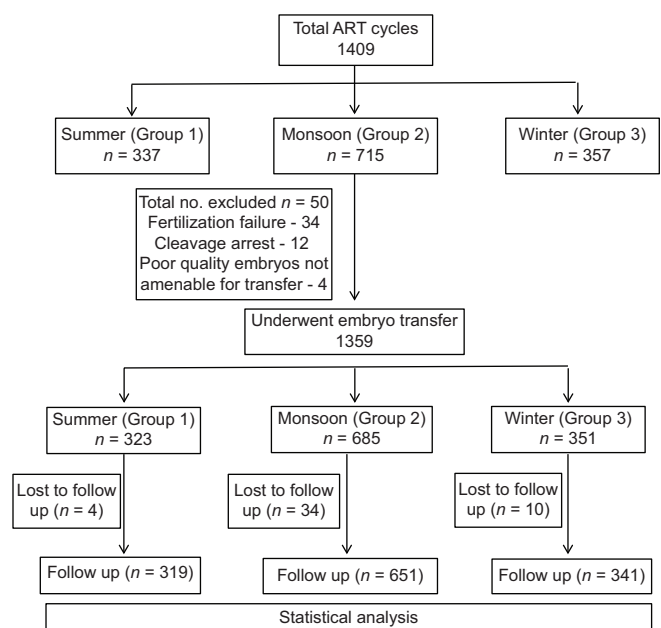 Total ART cycles
1409
Summer (Group 1)
n = 337
Monsoon (Group 2)
n = 715
Winter (Group 3)
n = 357
Total no. excluded n = 50
Fertilization failure - 34
Cleavage arrest - 12
Poor quality embryos not
amenable for transfer - 4
Underwent embryo transfer
1359
Summer (Group 1)
n = 323
Monsoon (Group 2)
n = 685
Winter (Group 3)
n = 351
Lost to follow
up (n = 4)
Lost to follow
up (n = 34)
Lost to follow
up (n = 10)
Follow up (n = 319)
Follow up (n = 651)
Follow up (n = 341)
Statistical analysis